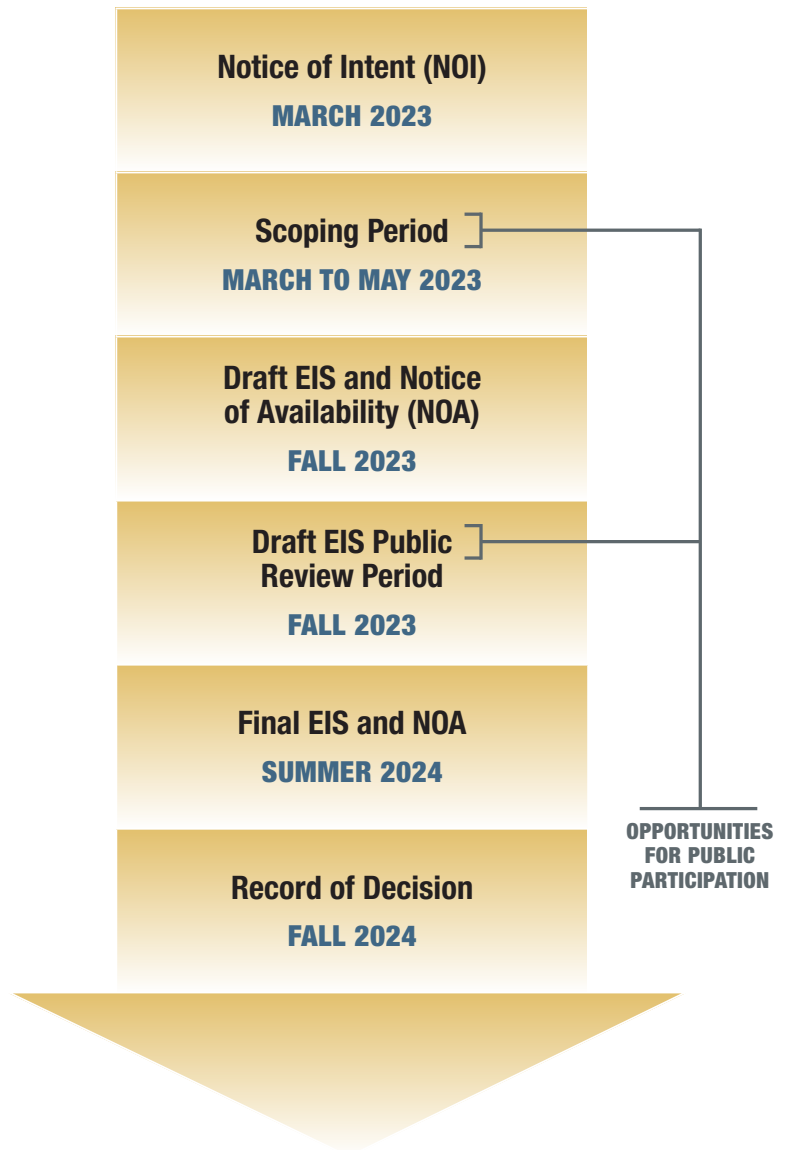 Notice of Intent (NOI)
MARCH 2023
Scoping Period
MARCH TO MAY 2023
Draft EIS and Notice
of Availability (NOA)
FALL 2023
Draft EIS Public
Review Period
FALL 2023
Final EIS and NOA
SUMMER 2024
Record of Decision
FALL 2024
OPPORTUNITIES
FOR PUBLIC
PARTICIPATION